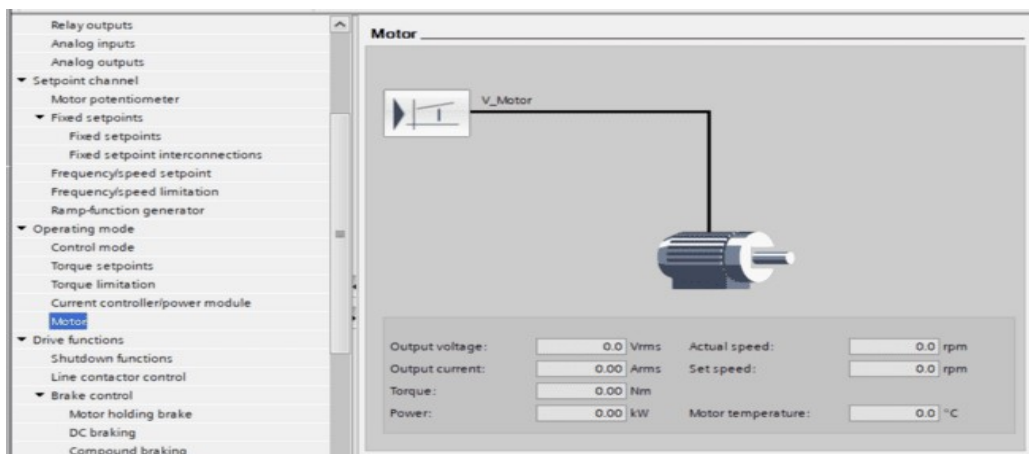 Relay outputs
Analog inputs
Analog outputs
Setpoint channel
Motor potentiometer
Fixed setpoints
Fixed setpoints
Fixed setpoint interconnections
Frequency/speed setpoint
Frequency/speed limitation
Ramp-function generator
Operating mode
Control mode
Torque setpoints
Torque limitation
Current controller/power module
Motor
Drive functions
Shutdown functions
Line contactor control
Brake control
Motor holding brake
DC braking
Compound braking
Motor
V_Motor
Output voltage: 0.0 Vrms Actual speed: 0.0 rpm
Output current: 0.00 Arms Set speed: 0.0 rpm
Torque: 0.00 Nm
Power: 0.00 kW Motor temperature: 0.0 °C